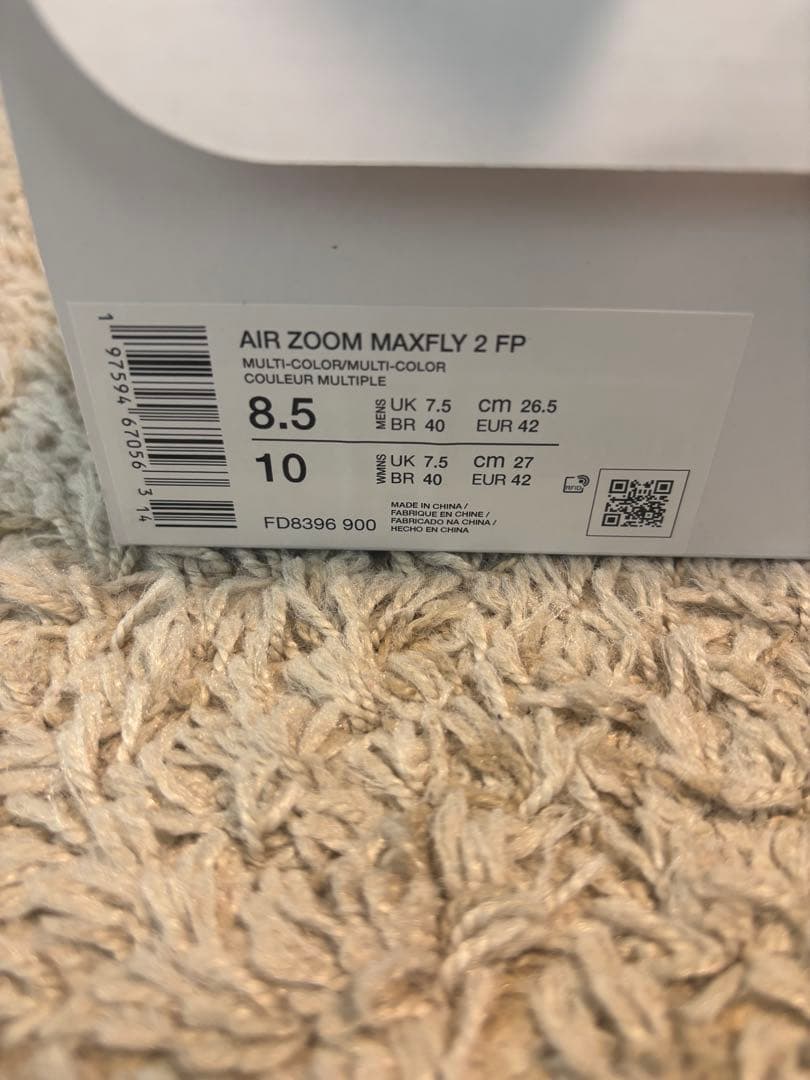 AIR ZOOM MAXFLY 2 FP
MULTI-COLOR/MULTI-COLOR
COULEUR MULTIPLE
8.5 MENS UK 7.5 cm 26.5
BR 40 EUR 42
10 WMNS UK 7.5 cm 27
BR 40 EUR 42
RFID
FD8396 900
MADE IN CHINA /
FABRIQUE EN CHINE /
FABRICADO NA CHINA /
HECHO EN CHINA
1 97594 67056 3 14